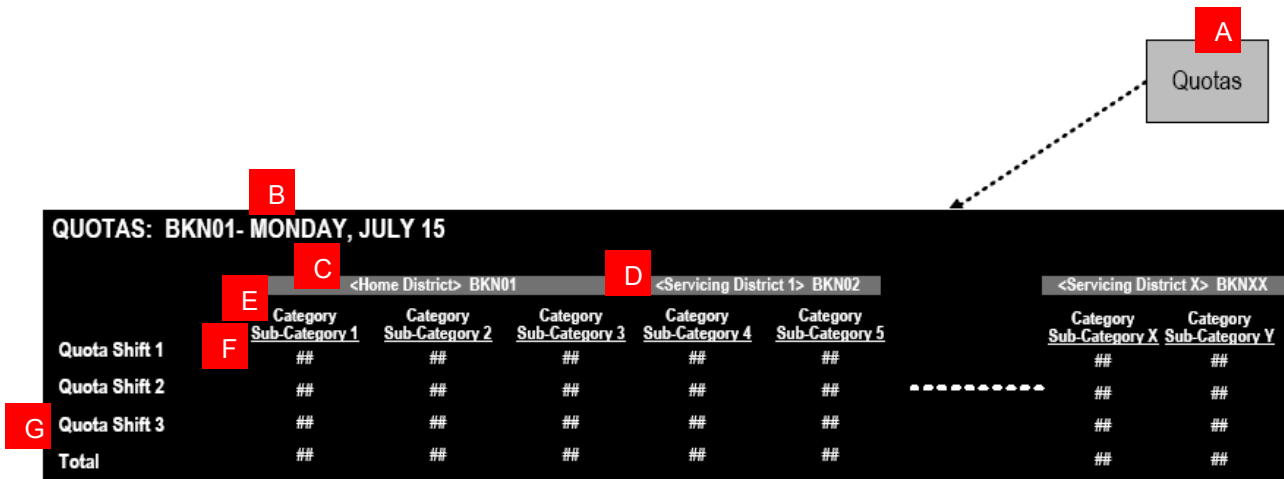 A
Quotas
B
QUOTAS: BKN01- MONDAY, JULY 15
C D
<Home District> BKN01 <Servicing District 1> BKN02 <Servicing District X> BKNXX
E
Category Category Category Category Category Category Category
F Sub-Category 1 Sub-Category 2 Sub-Category 3 Sub-Category 4 Sub-Category 5 Sub-Category X Sub-Category Y
Quota Shift 1 ## ## ## ## ## ## ##
Quota Shift 2 ## ## ## ## ## ## ##
G Quota Shift 3 ## ## ## ## ## ## ##
Total ## ## ## ## ## ## ##